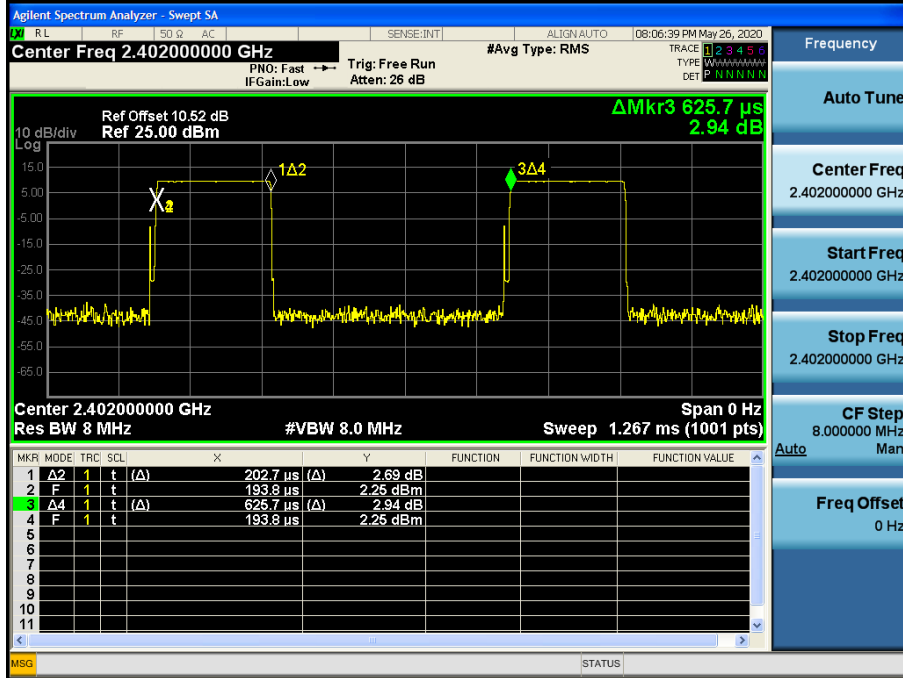 Agilent Spectrum Analyzer - Swept SA
LXI RL RF 50 Ω AC SENSE:INT ALIGN AUTO 08:06:39 PM May 26, 2020
Center Freq 2.402000000 GHz #Avg Type: RMS TRACE 1 2 3 4 5 6
PNO: Fast Trig: Free Run TYPE W
IFGain:Low Atten: 26 dB DET P N N N N N
Frequency
Auto Tune
Center Freq
2.402000000 GHz
Start Freq
2.402000000 GHz
Stop Freq
2.402000000 GHz
CF Step
8.000000 MHz
Auto Man
Freq Offset
0 Hz
ΔMkr3 625.7 µs
2.94 dB
Ref Offset 10.52 dB
10 dB/div Ref 25.00 dBm
Log
15.0
5.00
-5.00
-15.0
-25.0
-35.0
-45.0
-65.0
1Δ2
3Δ4
Center 2.402000000 GHz Span 0 Hz
Res BW 8 MHz #VBW 8.0 MHz Sweep 1.267 ms (1001 pts)
MKR MODE TRC SCL X Y FUNCTION FUNCTION WIDTH FUNCTION VALUE
1 Δ2 1 t (Δ) 202.7 µs (Δ) 2.69 dB
2 F 1 t 193.8 µs 2.25 dBm
3 Δ4 1 t (Δ) 625.7 µs (Δ) 2.94 dB
4 F 1 t 193.8 µs 2.25 dBm
5
6
7
8
9
10
11
MSG STATUS